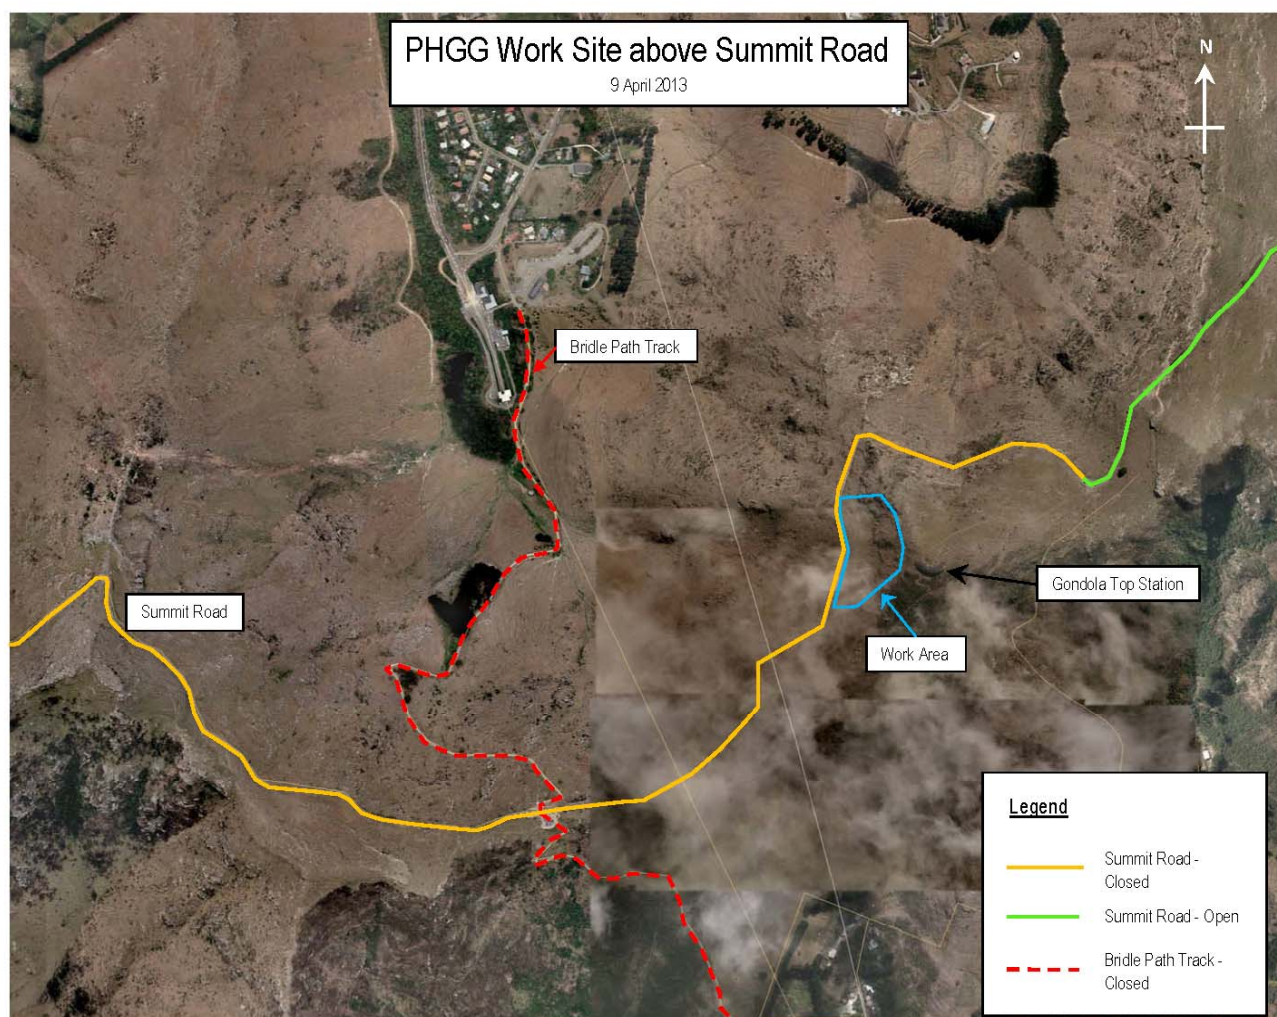 PHGG Work Site above Summit Road
9 April 2013
N
Bridle Path Track
Summit Road
Gondola Top Station
Work Area
Legend
Summit Road -
Closed
Summit Road - Open
Bridle Path Track -
Closed